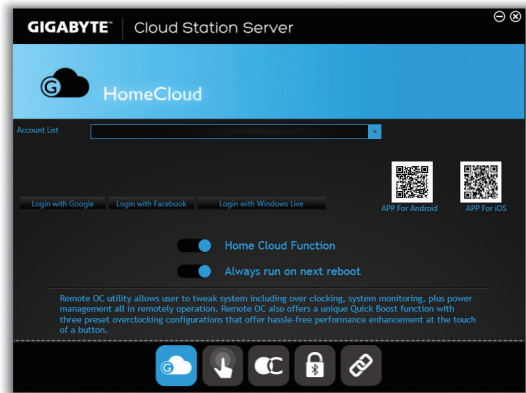 GIGABYTE™ Cloud Station Server
G HomeCloud
Account List
Login with Google Login with Facebook Login with Windows Live
APP For Android APP For iOS
Home Cloud Function
Always run on next reboot
Remote OC utility allows user to tweak system including over clocking, system monitoring, plus power
management all in remotely operation. Remote OC also offers a unique Quick Boost function with
three preset overclocking configurations that offer hassle-free performance enhancement at the touch
of a button.
G